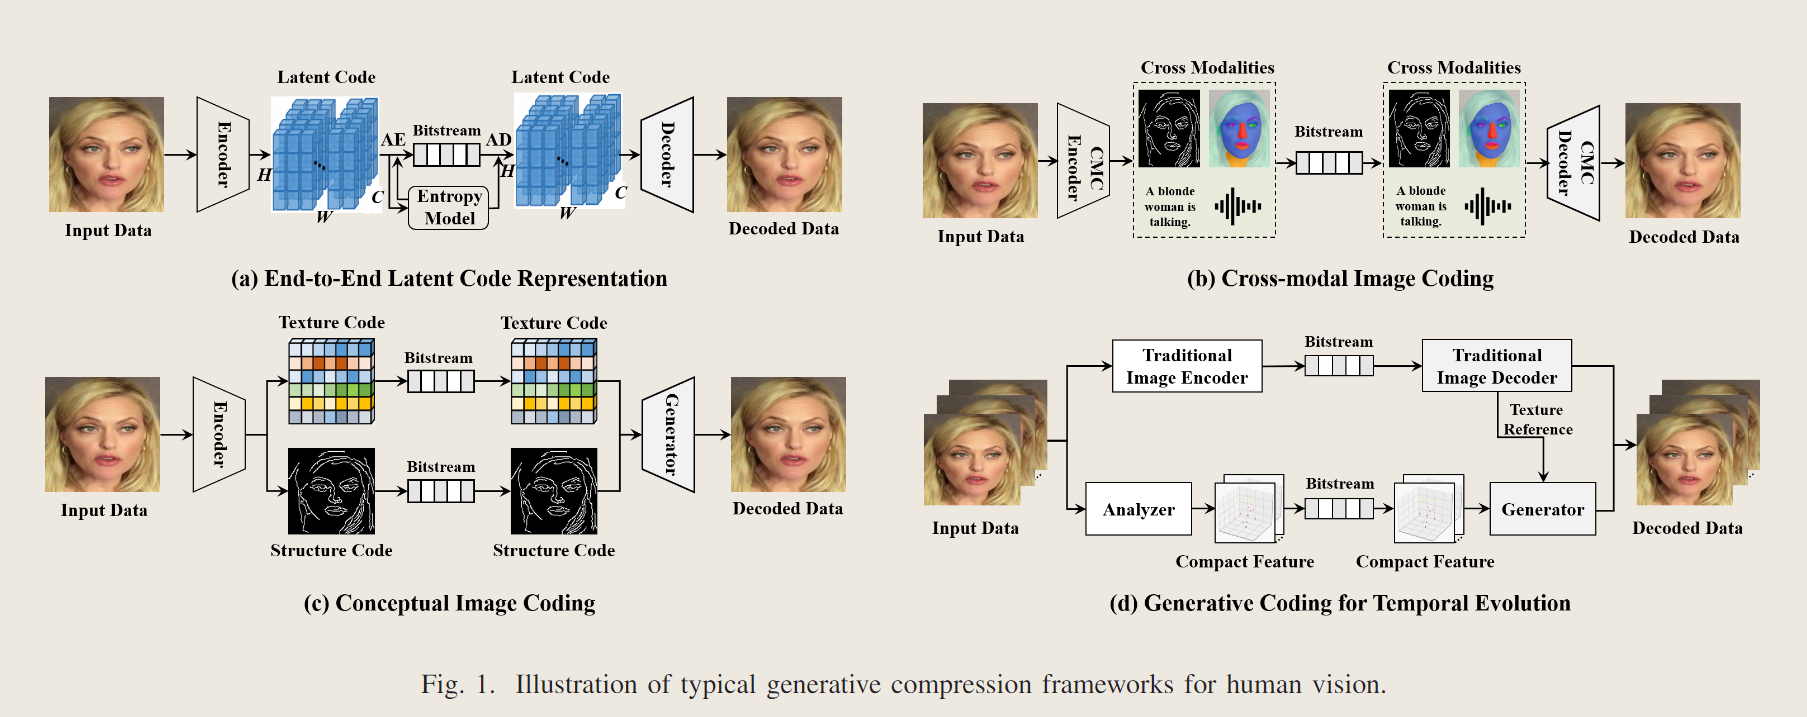 Latent Code
Latent Code
Encoder
AE
Bitstream
AD
Decoder
H
H
C
C
W
W
Entropy
Model
Input Data
Decoded Data
(a) End-to-End Latent Code Representation
Cross Modalities
Cross Modalities
CMC
Encoder
Bitstream
CMC
Decoder
A blonde
woman is
talking.
A blonde
woman is
talking.
Input Data
Decoded Data
(b) Cross-modal Image Coding
Texture Code
Texture Code
Bitstream
Encoder
Generator
Bitstream
Input Data
Decoded Data
Structure Code
Structure Code
(c) Conceptual Image Coding
Traditional
Image Encoder
Bitstream
Traditional
Image Decoder
Texture
Reference
Analyzer
Bitstream
Generator
Input Data
Decoded Data
Compact Feature
Compact Feature
(d) Generative Coding for Temporal Evolution
Fig. 1. Illustration of typical generative compression frameworks for human vision.